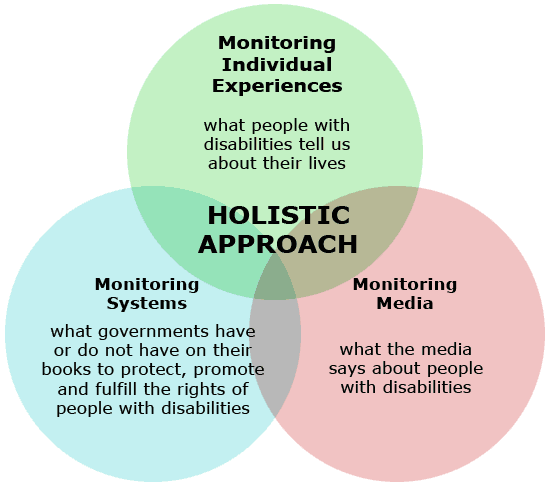 Monitoring
Individual
Experiences
what people with
disabilities tell us
about their lives
HOLISTIC
APPROACH
Monitoring
Systems
what governments have
or do not have on their
books to protect, promote
and fulfill the rights of
people with disabilities
Monitoring
Media
what the media
says about people
with disabilities